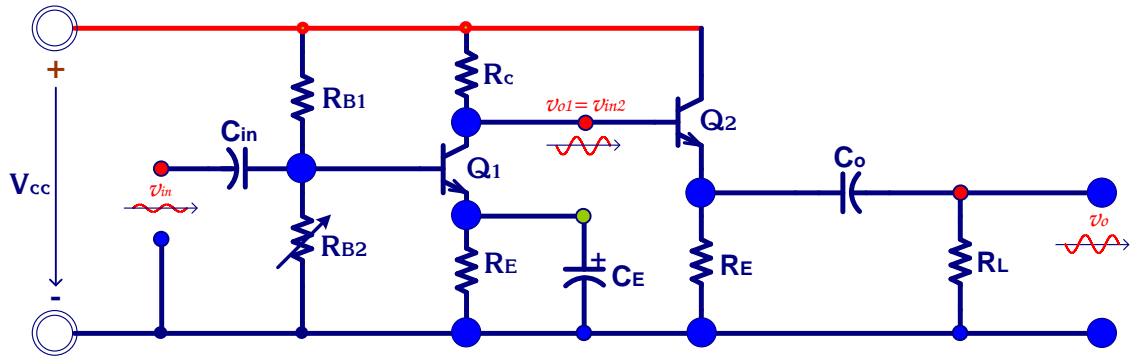 +
Vcc
-
vin
Cin
RB1
RB2
Rc
Q1
RE
CE
+
vo1= vin2
Q2
RE
Co
RL
vo